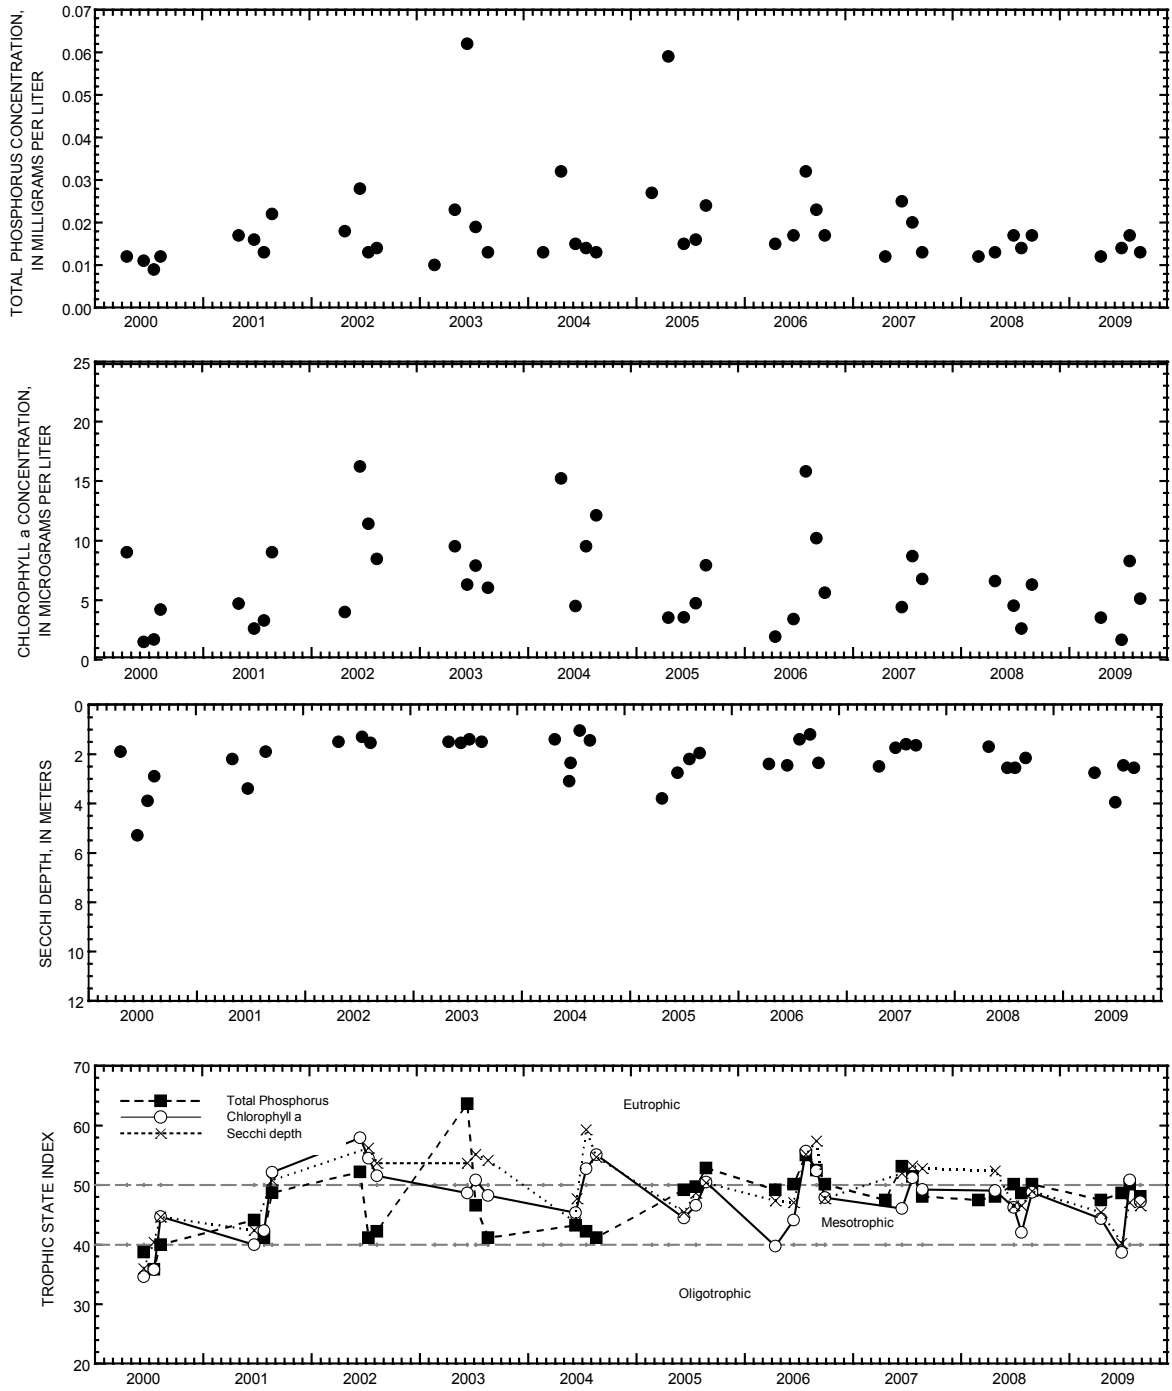 TOTAL PHOSPHORUS CONCENTRATION,
IN MILLIGRAMS PER LITER
0.07
0.06
0.05
0.04
0.03
0.02
0.01
0.00
2000 2001 2002 2003 2004 2005 2006 2007 2008 2009
CHLOROPHYLL a CONCENTRATION,
IN MICROGRAMS PER LITER
25
20
15
10
5
0
2000 2001 2002 2003 2004 2005 2006 2007 2008 2009
SECCHI DEPTH, IN METERS
0
2
4
6
8
10
12
2000 2001 2002 2003 2004 2005 2006 2007 2008 2009
TROPHIC STATE INDEX
70
60
50
40
30
20
Total Phosphorus
Chlorophyll a
Secchi depth
Eutrophic
Mesotrophic
Oligotrophic
2000 2001 2002 2003 2004 2005 2006 2007 2008 2009